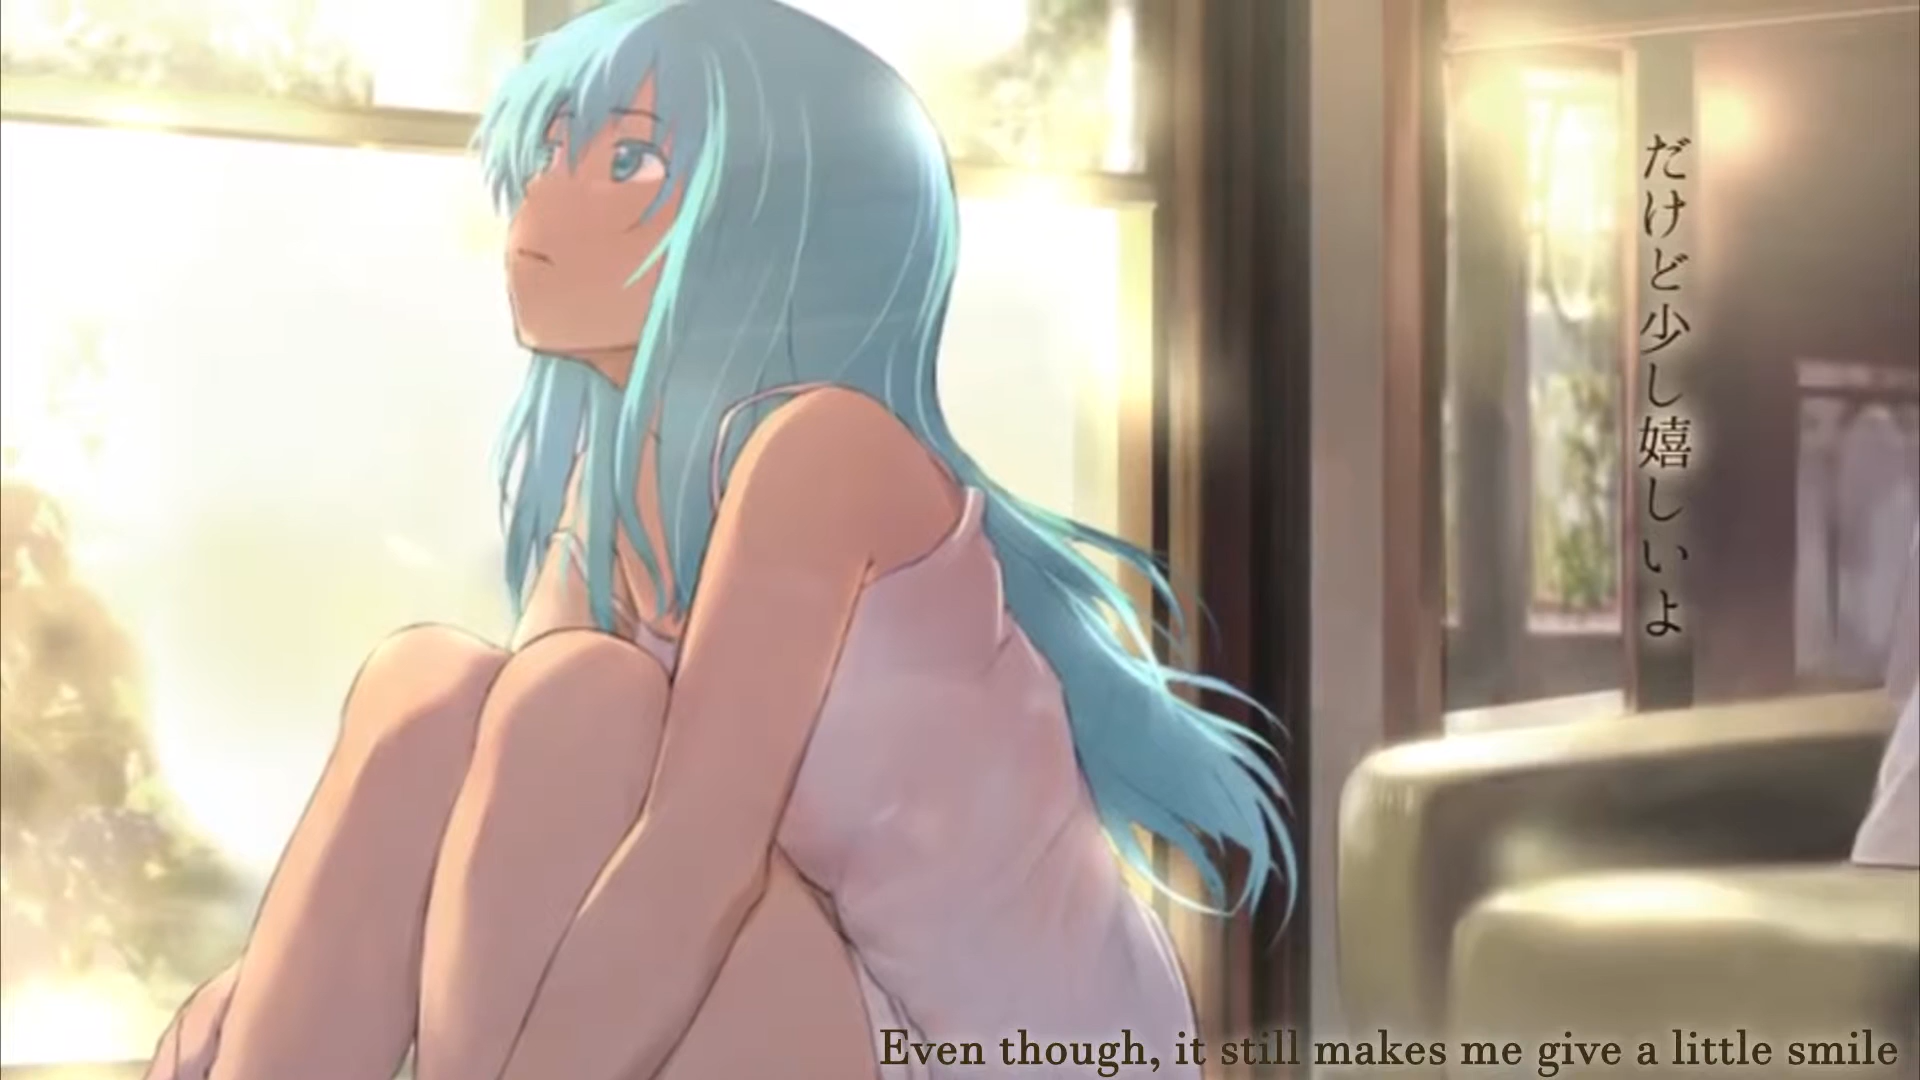 だけど少し嬉しいよ
Even though, it still makes me give a little smile